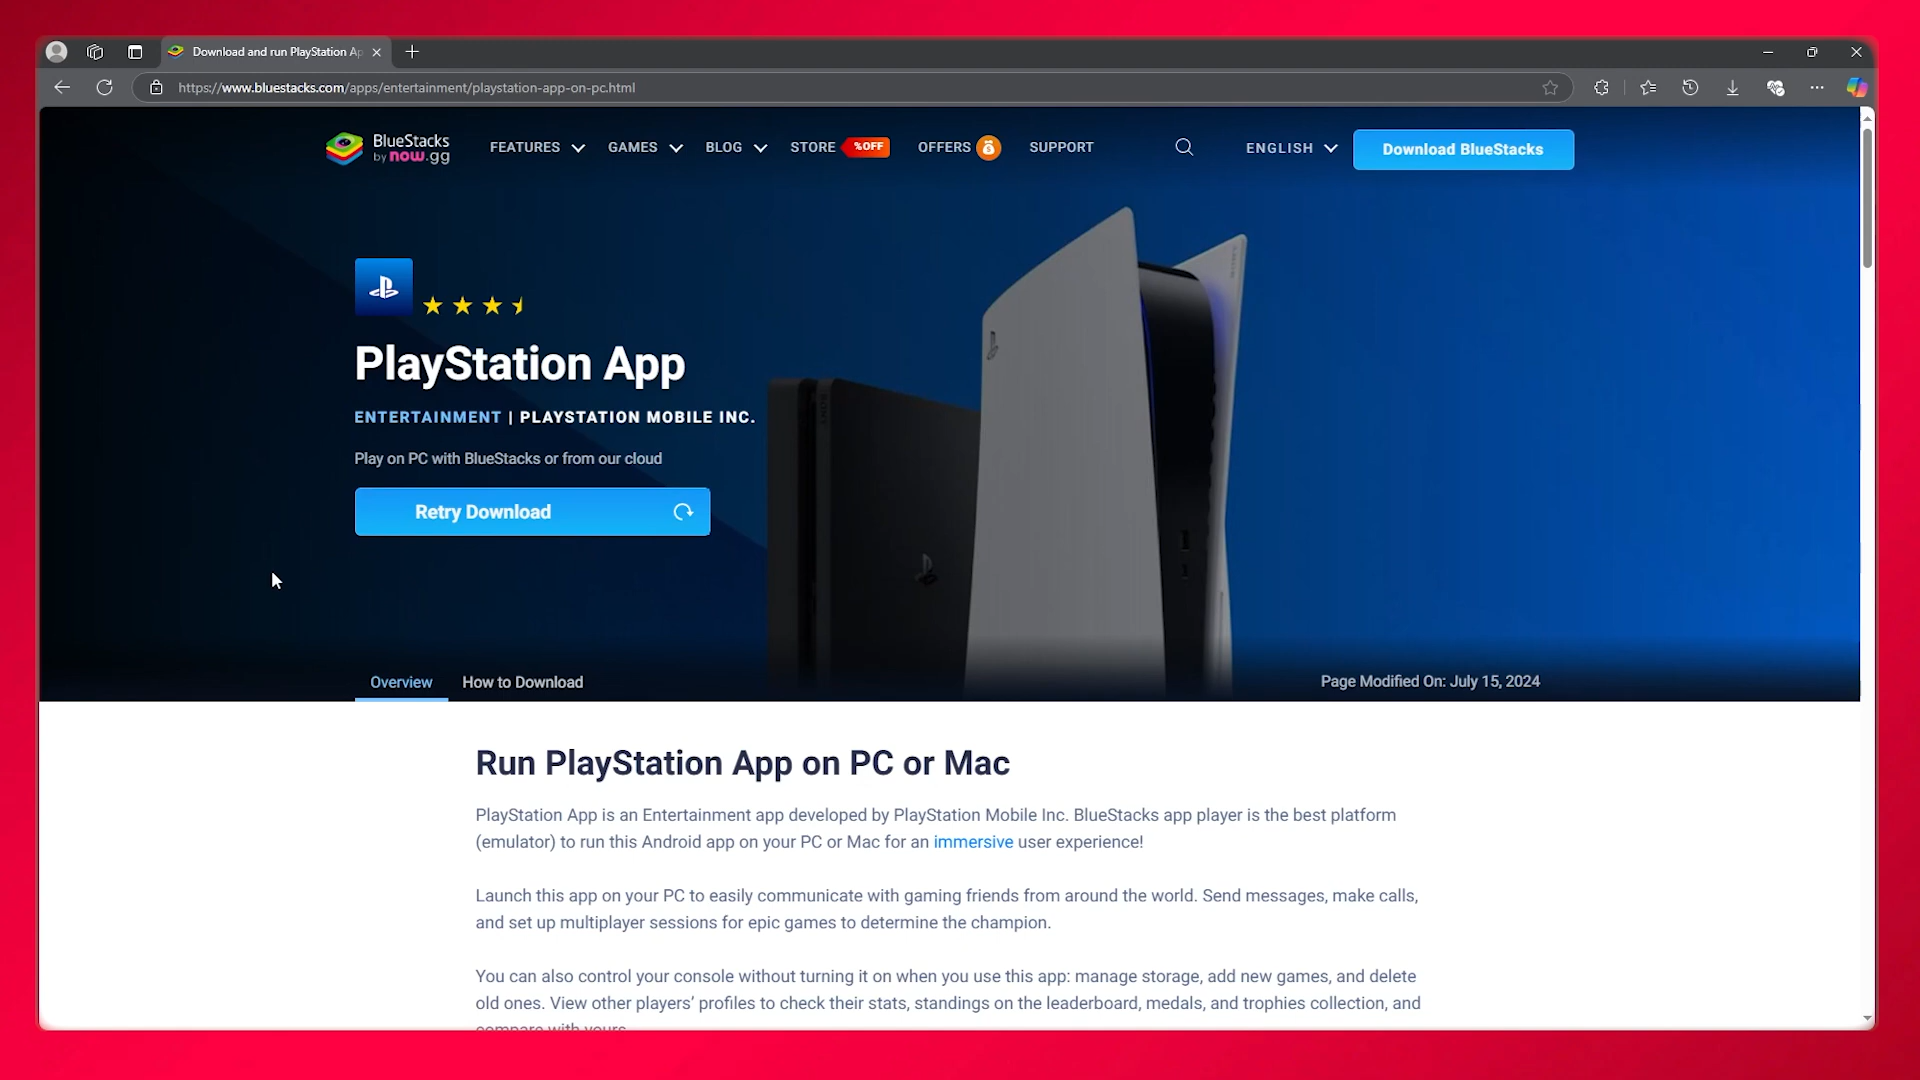 Download and run PlayStation Ap
https://www.bluestacks.com/apps/entertainment/playstation-app-on-pc.html
BlueStacks
by now.gg
FEATURES
GAMES
BLOG
STORE
%OFF
OFFERS
SUPPORT
ENGLISH
Download BlueStacks
PlayStation App
ENTERTAINMENT | PLAYSTATION MOBILE INC.
Play on PC with BlueStacks or from our cloud
Retry Download
Overview
How to Download
Page Modified On: July 15, 2024
Run PlayStation App on PC or Mac
PlayStation App is an Entertainment app developed by PlayStation Mobile Inc. BlueStacks app player is the best platform
(emulator) to run this Android app on your PC or Mac for an immersive user experience!
Launch this app on your PC to easily communicate with gaming friends from around the world. Send messages, make calls,
and set up multiplayer sessions for epic games to determine the champion.
You can also control your console without turning it on when you use this app: manage storage, add new games, and delete
old ones. View other players’ profiles to check their stats, standings on the leaderboard, medals, and trophies collection, and
compare with yours.